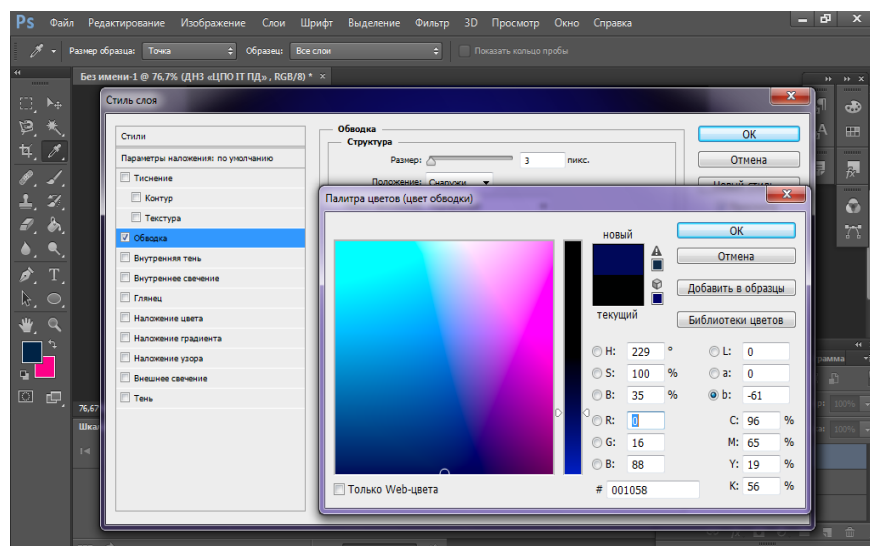 Ps Файл Редактирование Изображение Слои Шрифт Выделение Фильтр 3D Просмотр Окно Справка
Размер образца: Точка Образец: Все слои Показать кольцо пробы
Без имени-1 @ 76,7% (ДНЗ «ЦПО ІТ ПД» , RGB/8) * ×
Стиль слоя
Стили
Параметры наложения: по умолчанию
Тиснение
Контур
Текстура
Обводка
Внутренняя тень
Внутреннее свечение
Глянец
Наложение цвета
Наложение градиента
Наложение узора
Внешнее свечение
Тень
Обводка
Структура
Размер: 3 пикс.
Положение: Снаружи
OK
Отмена
Новый стиль
Палитра цветов (цвет обводки)
новый
текущий
OK
Отмена
Добавить в образцы
Библиотеки цветов
H: 229 °
S: 100 %
B: 35 %
R: 0
G: 16
B: 88
# 001058
L: 0
a: 0
b: -61
C: 96 %
M: 65 %
Y: 19 %
K: 56 %
Только Web-цвета
76,67
Шка
100%
100%